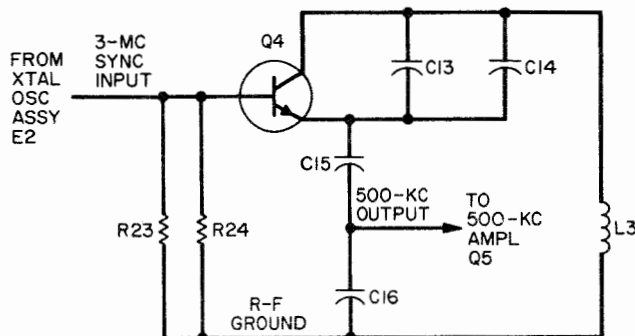 FROM
XTAL
OSC
ASSY
E2
3-MC
SYNC
INPUT
Q4
C13
C14
C15
500-KC
OUTPUT
TO
500-KC
AMPL
Q5
L3
R23
R24
C16
R-F
GROUND